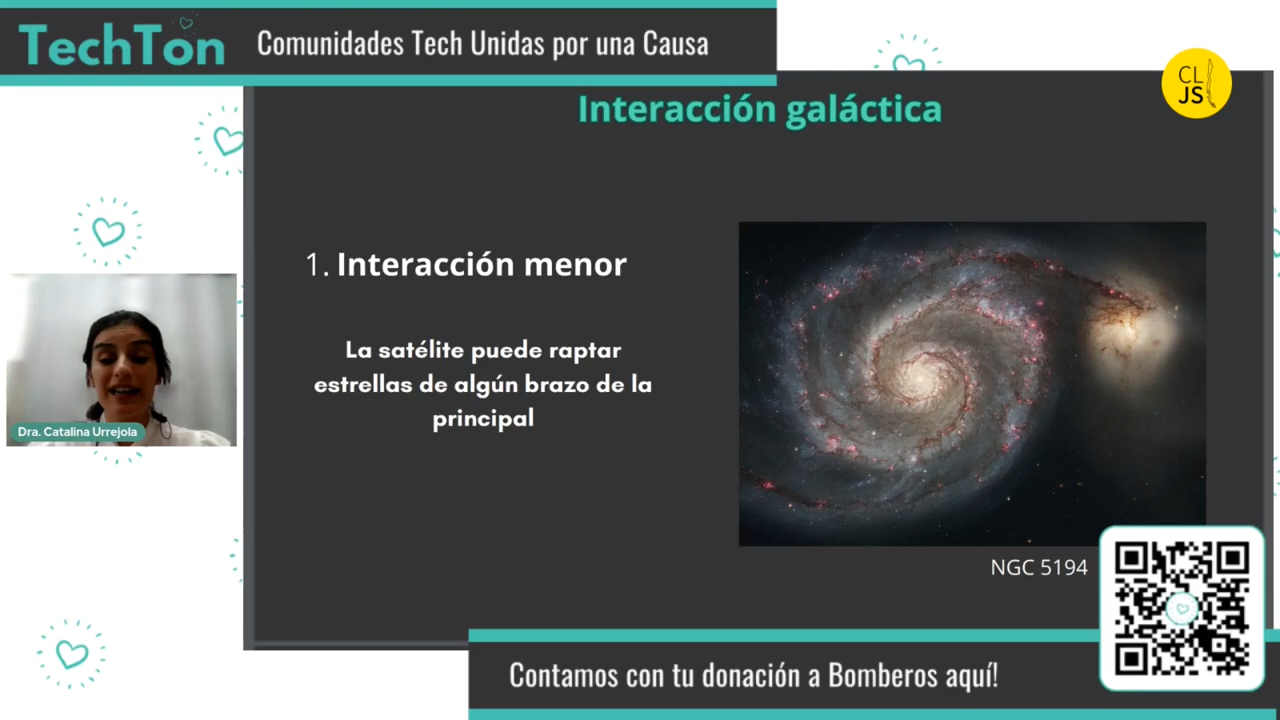 TechTon
Comunidades Tech Unidas por una Causa
CL
JS
Interacción galáctica
1. Interacción menor
La satélite puede raptar
estrellas de algún brazo de la
principal
Dra. Catalina Urrejola
NGC 5194
Contamos con tu donación a Bomberos aquí!